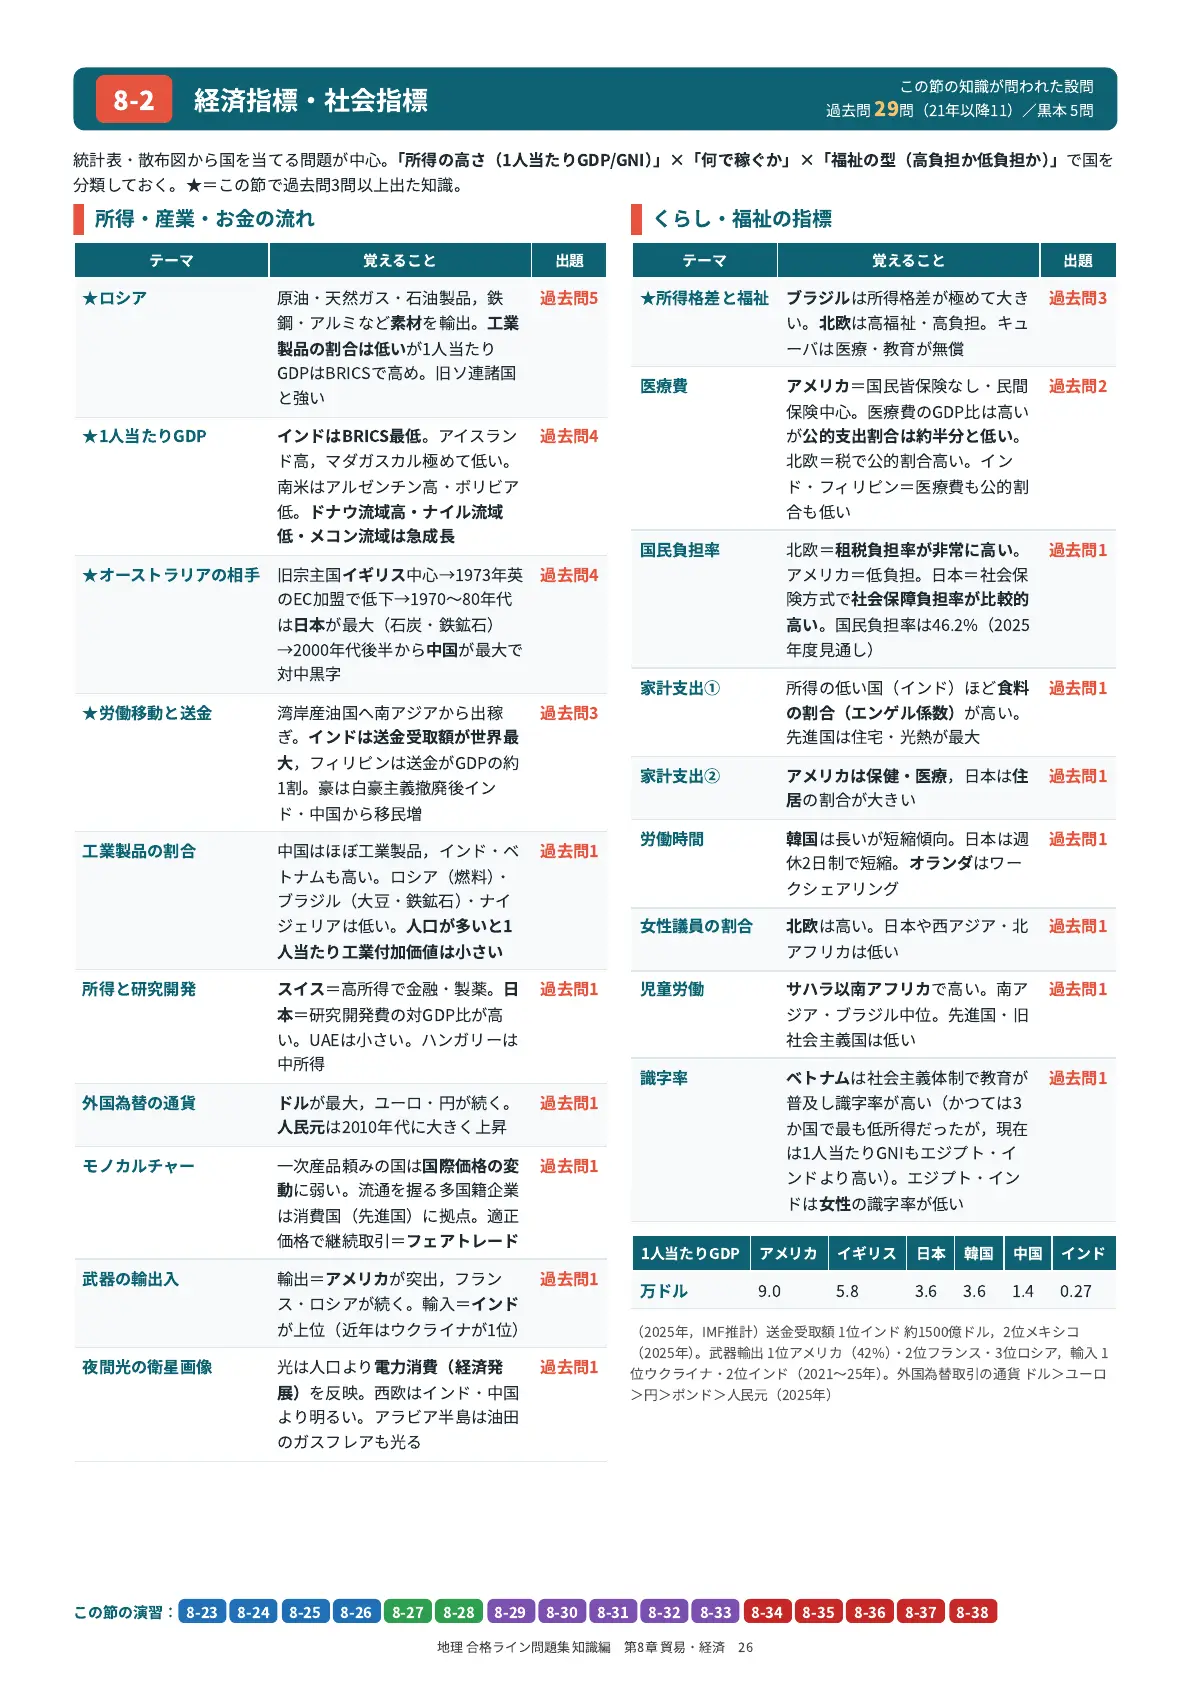 8-2 経済指標・社会指標
この節の知識が問われた設問
過去問 29問（21年以降11）／黒本 5問
統計表・散布図から国を当てる問題が中心。「所得の高さ（1人当たりGDP/GNI）」×「何で稼ぐか」×「福祉の型（高負担か低負担か）」で国を
分類しておく。★＝この節で過去問3問以上出た知識。
所得・産業・お金の流れ
テーマ 覚えること 出題
★ロシア 原油・天然ガス・石油製品，鉄 過去問5
鋼・アルミなど素材を輸出。工業
製品の割合は低いが1人当たり
GDPはBRICSで高め。旧ソ連諸国
と強い
★1人当たりGDP インドはBRICS最低。アイスラン 過去問4
ド高，マダガスカル極めて低い。
南米はアルゼンチン高・ボリビア
低。ドナウ流域高・ナイル流域
低・メコン流域は急成長
★オーストラリアの相手 旧宗主国イギリス中心→1973年英 過去問4
のEC加盟で低下→1970〜80年代
は日本が最大（石炭・鉄鉱石）
→2000年代後半から中国が最大で
対中黒字
★労働移動と送金 湾岸産油国へ南アジアから出稼 過去問3
ぎ。インドは送金受取額が世界最
大，フィリピンは送金がGDPの約
1割。豪は白豪主義撤廃後イン
ド・中国から移民増
工業製品の割合 中国はほぼ工業製品，インド・ベ 過去問1
トナムも高い。ロシア（燃料）・
ブラジル（大豆・鉄鉱石）・ナイ
ジェリアは低い。人口が多いと1
人当たり工業付加価値は小さい
所得と研究開発 スイス＝高所得で金融・製薬。日 過去問1
本＝研究開発費の対GDP比が高
い。UAEは小さい。ハンガリーは
中所得
外国為替の通貨 ドルが最大，ユーロ・円が続く。 過去問1
人民元は2010年代に大きく上昇
モノカルチャー 一次産品頼みの国は国際価格の変 過去問1
動に弱い。流通を握る多国籍企業
は消費国（先進国）に拠点。適正
価格で継続取引＝フェアトレード
武器の輸出入 輸出＝アメリカが突出，フラン 過去問1
ス・ロシアが続く。輸入＝インド
が上位（近年はウクライナが1位）
夜間光の衛星画像 光は人口より電力消費（経済発 過去問1
展）を反映。西欧はインド・中国
より明るい。アラビア半島は油田
のガスフレアも光る
くらし・福祉の指標
テーマ 覚えること 出題
★所得格差と福祉 ブラジルは所得格差が極めて大き 過去問3
い。北欧は高福祉・高負担。キュ
ーバは医療・教育が無償
医療費 アメリカ＝国民皆保険なし・民間 過去問2
保険中心。医療費のGDP比は高い
が公的支出割合は約半分と低い。
北欧＝税で公的割合高い。イン
ド・フィリピン＝医療費も公的割
合も低い
国民負担率 北欧＝租税負担率が非常に高い。 過去問1
アメリカ＝低負担。日本＝社会保
険方式で社会保障負担率が比較的
高い。国民負担率は46.2%（2025
年度見通し）
家計支出① 所得の低い国（インド）ほど食料 過去問1
の割合（エンゲル係数）が高い。
先進国は住宅・光熱が最大
家計支出② アメリカは保健・医療，日本は住 過去問1
居の割合が大きい
労働時間 韓国は長いが短縮傾向。日本は週 過去問1
休2日制で短縮。オランダはワー
クシェアリング
女性議員の割合 北欧は高い。日本や西アジア・北 過去問1
アフリカは低い
児童労働 サハラ以南アフリカで高い。南ア 過去問1
ジア・ブラジル中位。先進国・旧
社会主義国は低い
識字率 ベトナムは社会主義体制で教育が 過去問1
普及し識字率が高い（かつては3
か国で最も低所得だったが，現在
は1人当たりGNIもエジプト・イ
ンドより高い）。エジプト・イン
ドは女性の識字率が低い
1人当たりGDP アメリカ イギリス 日本 韓国 中国 インド
万ドル 9.0 5.8 3.6 3.6 1.4 0.27
（2025年，IMF推計）送金受取額 1位インド 約1500億ドル，2位メキシコ
（2025年）。武器輸出 1位アメリカ（42%）・2位フランス・3位ロシア，輸入 1
位ウクライナ・2位インド（2021〜25年）。外国為替取引の通貨 ドル＞ユーロ
＞円＞ポンド＞人民元（2025年）
この節の演習： 8-23 8-24 8-25 8-26 8-27 8-28 8-29 8-30 8-31 8-32 8-33 8-34 8-35 8-36 8-37 8-38
地理 合格ライン問題集 知識編 第8章 貿易・経済 26